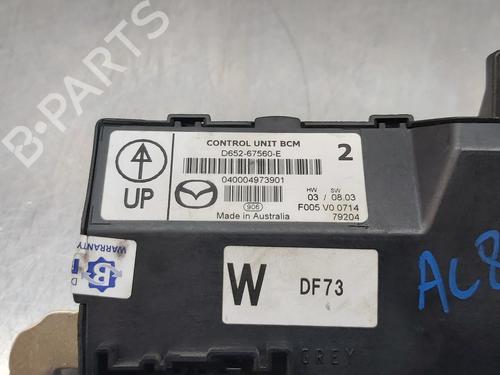 CONTROL UNIT BCM
D652-67560-E
2
UP
040004973901
HW SW
03 / 08.03
906
F005 V0 0714
Made in Australia
79204
WARRANTY
B
W
DF73
AC8
GREY
B-PARTS